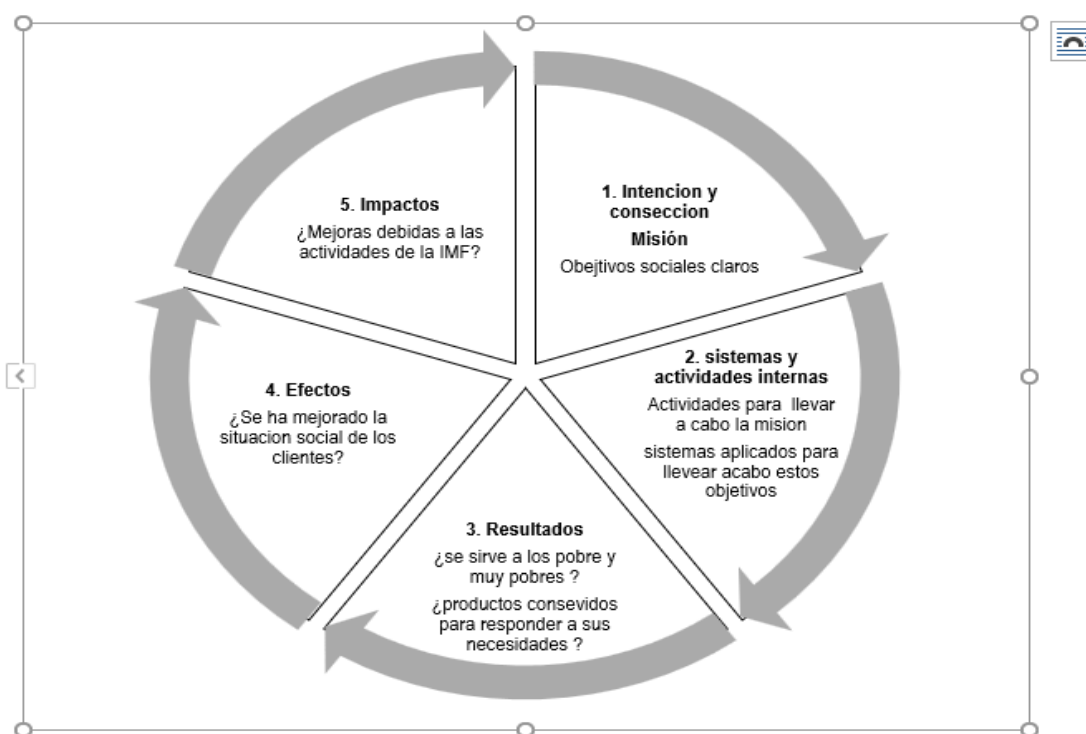 1. Intencion y
conseccion
Misión
Obejtivos sociales claros
2. sistemas y
actividades internas
Actividades para llevar
a cabo la mision
sistemas aplicados para
llevear acabo estos
objetivos
3. Resultados
¿se sirve a los pobre y
muy pobres ?
¿productos consevidos
para responder a sus
necesidades ?
4. Efectos
¿Se ha mejorado la
situacion social de los
clientes?
5. Impactos
¿Mejoras debidas a las
actividades de la IMF?